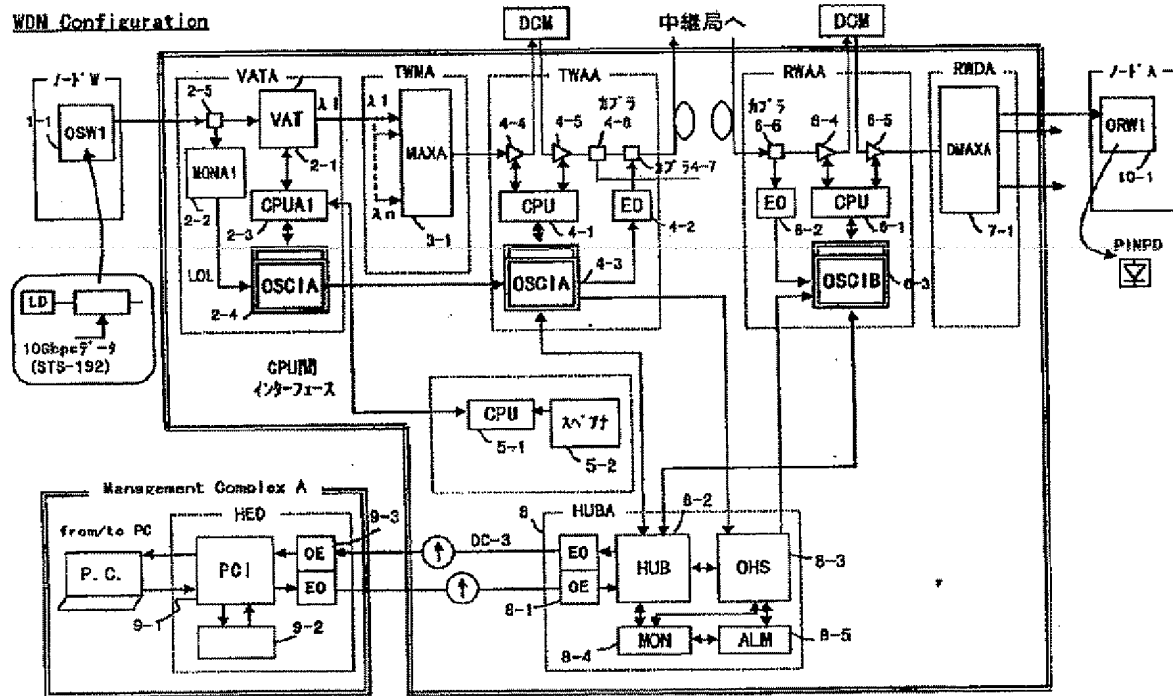 WDM Configuration
DCM
中継局へ
DCM
ノード W
VATA
TWMA
TWAA
RWAA
RWDA
ノード A
1-1
OSW1
2-5
VAT
λ1
λ1
MAXA
4-4
4-5
カプラ
4-6
カプラ4-7
カプラ
6-6
6-4
6-5
DMAXA
ORW1
10-1
MONA1
2-1
2-2
CPUA1
2-3
λn
3-1
CPU
4-1
EO
4-2
EO
6-2
CPU
6-1
7-1
PINPD
LOL
OSCIA
2-4
OSCIA
4-3
OSCIB
6-3
LD
10Gbpsデータ
(STS-192)
CPU間
インターフェース
CPU
5-1
スペアナ
5-2
Management Complex A
HED
9-3
8
HUBA
8-2
from/to PC
P.C.
PCI
OE
EO
DC-3
EO
OE
HUB
OHS
8-3
9-1
9-2
8-1
MON
8-4
ALM
8-5